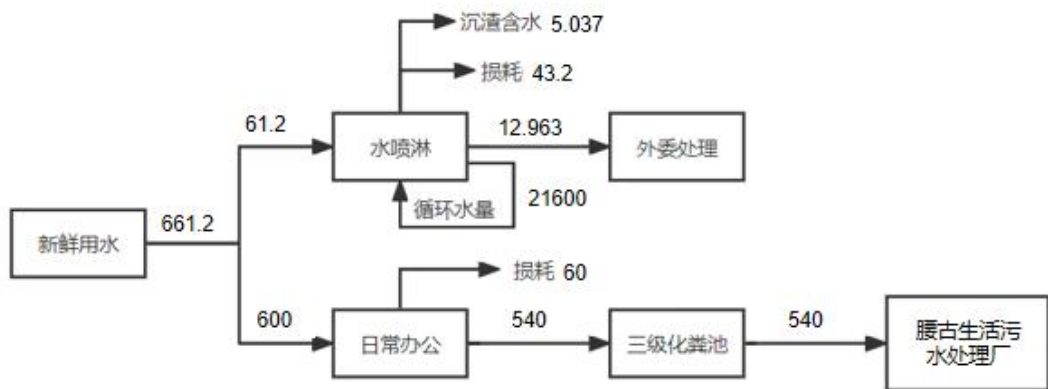 沉渣含水 5.037
损耗 43.2
61.2
水喷淋
12.963
外委处理
循环水量
21600
新鲜用水
661.2
损耗 60
600
日常办公
540
三级化粪池
540
腰古生活污
水处理厂